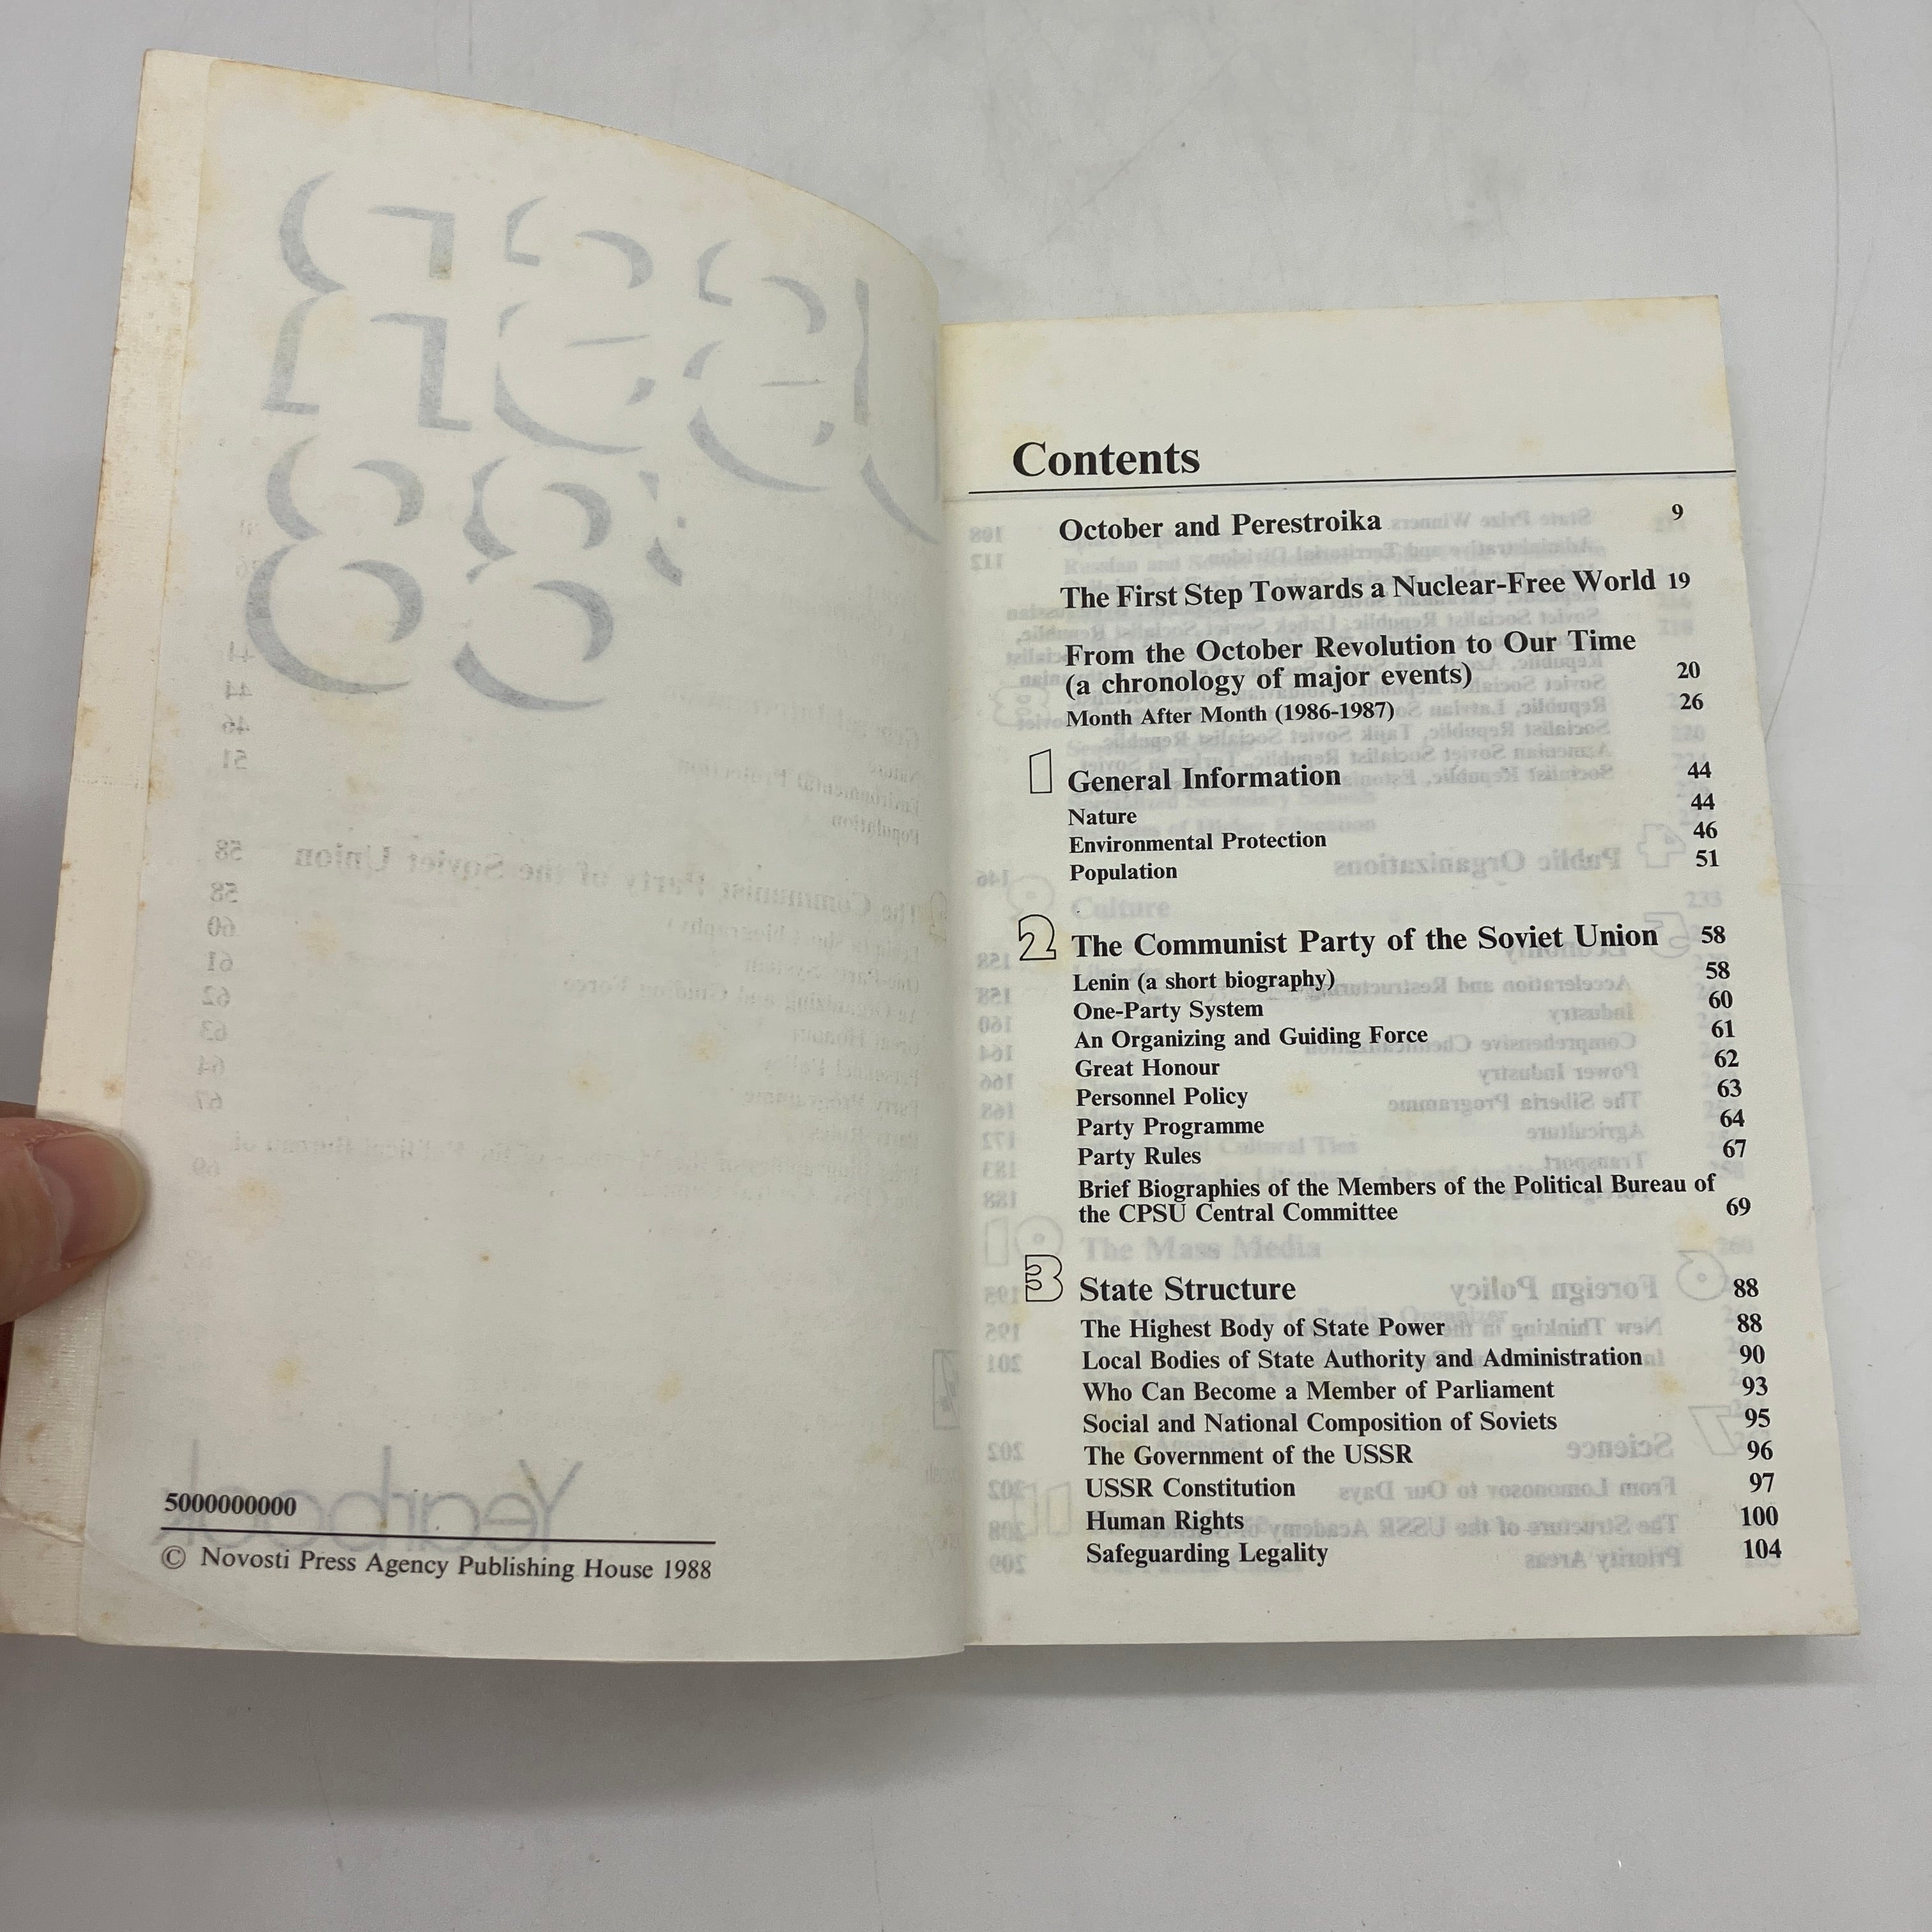 5000000000
© Novosti Press Agency Publishing House 1988
Contents
October and Perestroika 9
The First Step Towards a Nuclear-Free World 19
From the October Revolution to Our Time
(a chronology of major events) 20
Month After Month (1986-1987) 26
1 General Information 44
Nature 44
Environmental Protection 46
Population 51
2 The Communist Party of the Soviet Union 58
Lenin (a short biography) 58
One-Party System 60
An Organizing and Guiding Force 61
Great Honour 62
Personnel Policy 63
Party Programme 64
Party Rules 67
Brief Biographies of the Members of the Political Bureau of
the CPSU Central Committee 69
3 State Structure 88
The Highest Body of State Power 88
Local Bodies of State Authority and Administration 90
Who Can Become a Member of Parliament 93
Social and National Composition of Soviets 95
The Government of the USSR 96
USSR Constitution 97
Human Rights 100
Safeguarding Legality 104